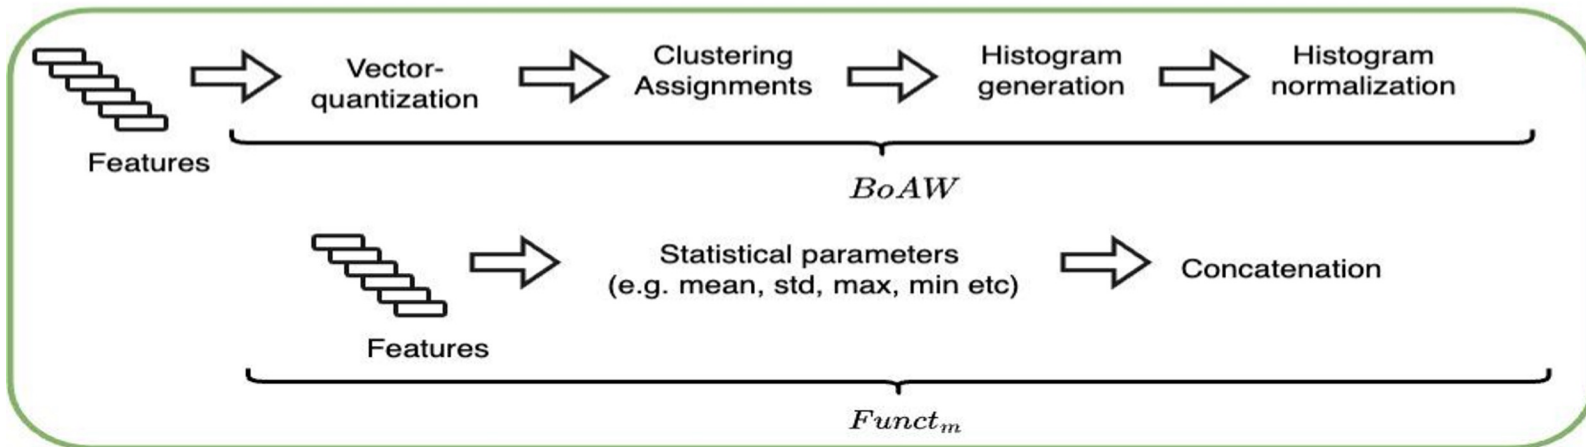 Features
Vector-
quantization
Clustering
Assignments
Histogram
generation
Histogram
normalization
BoAW
Features
Statistical parameters
(e.g. mean, std, max, min etc)
Concatenation
Funct_m